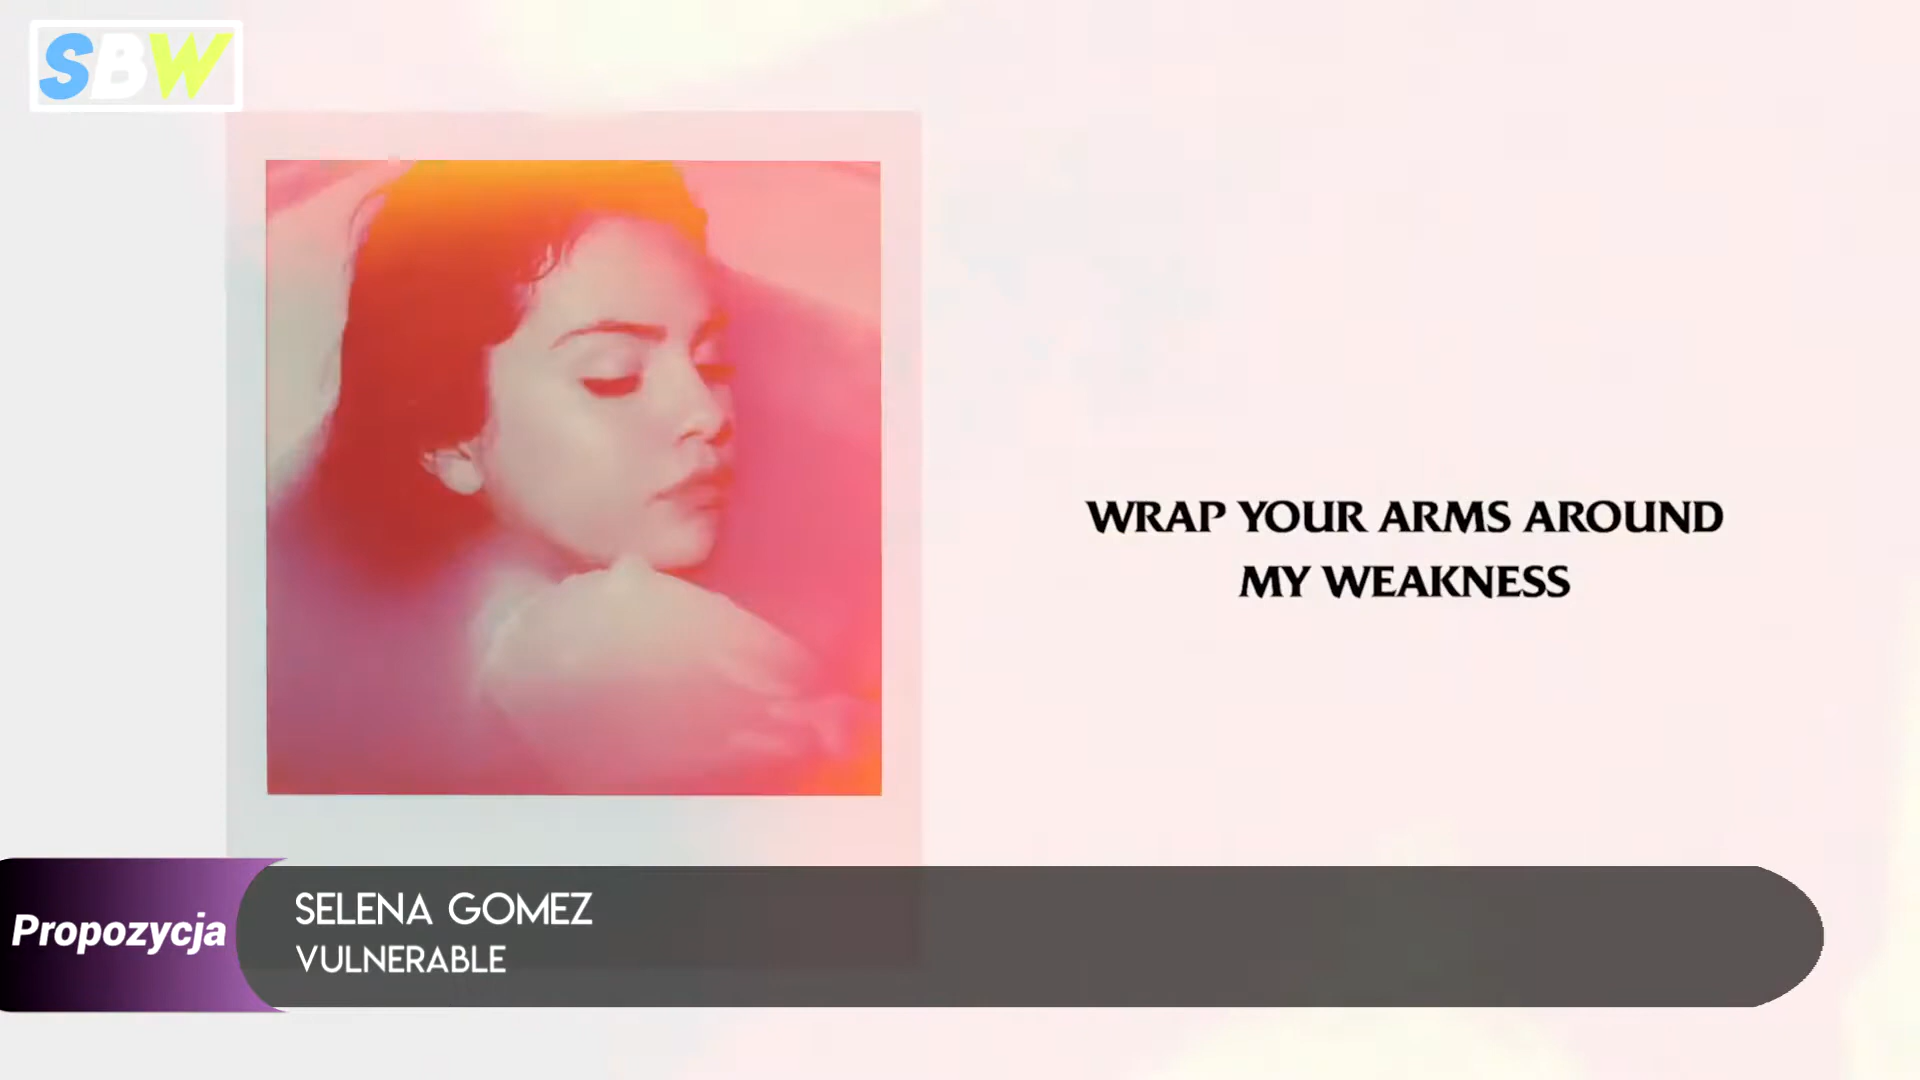 SBW
WRAP YOUR ARMS AROUND
MY WEAKNESS
Propozycja
SELENA GOMEZ
VULNERABLE